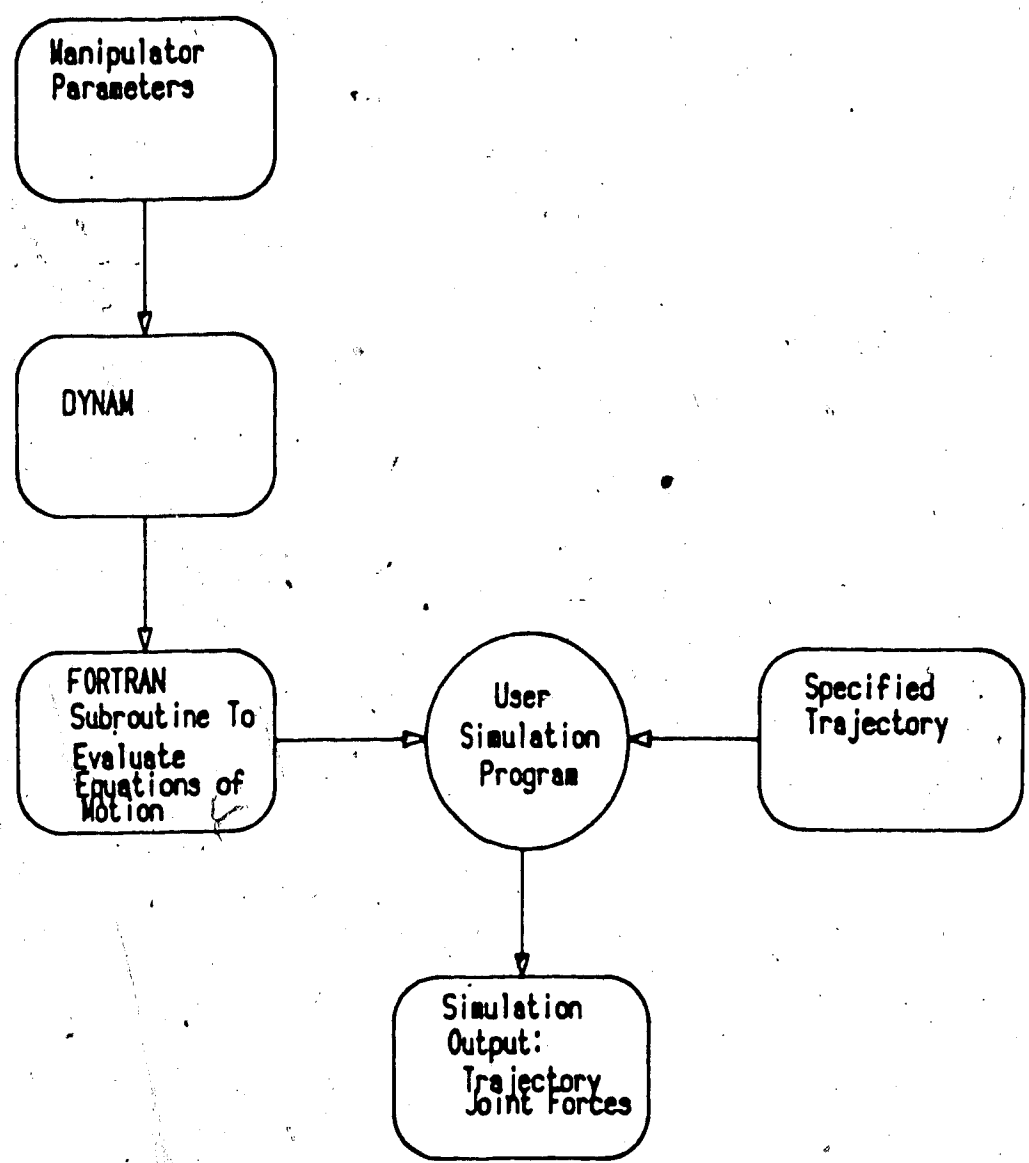 Manipulator
Parameters
DYNAM
FORTRAN
Subroutine To
Evaluate
Equations of
Motion
User
Simulation
Program
Specified
Trajectory
Simulation
Output:
Trajectory
Joint Forces